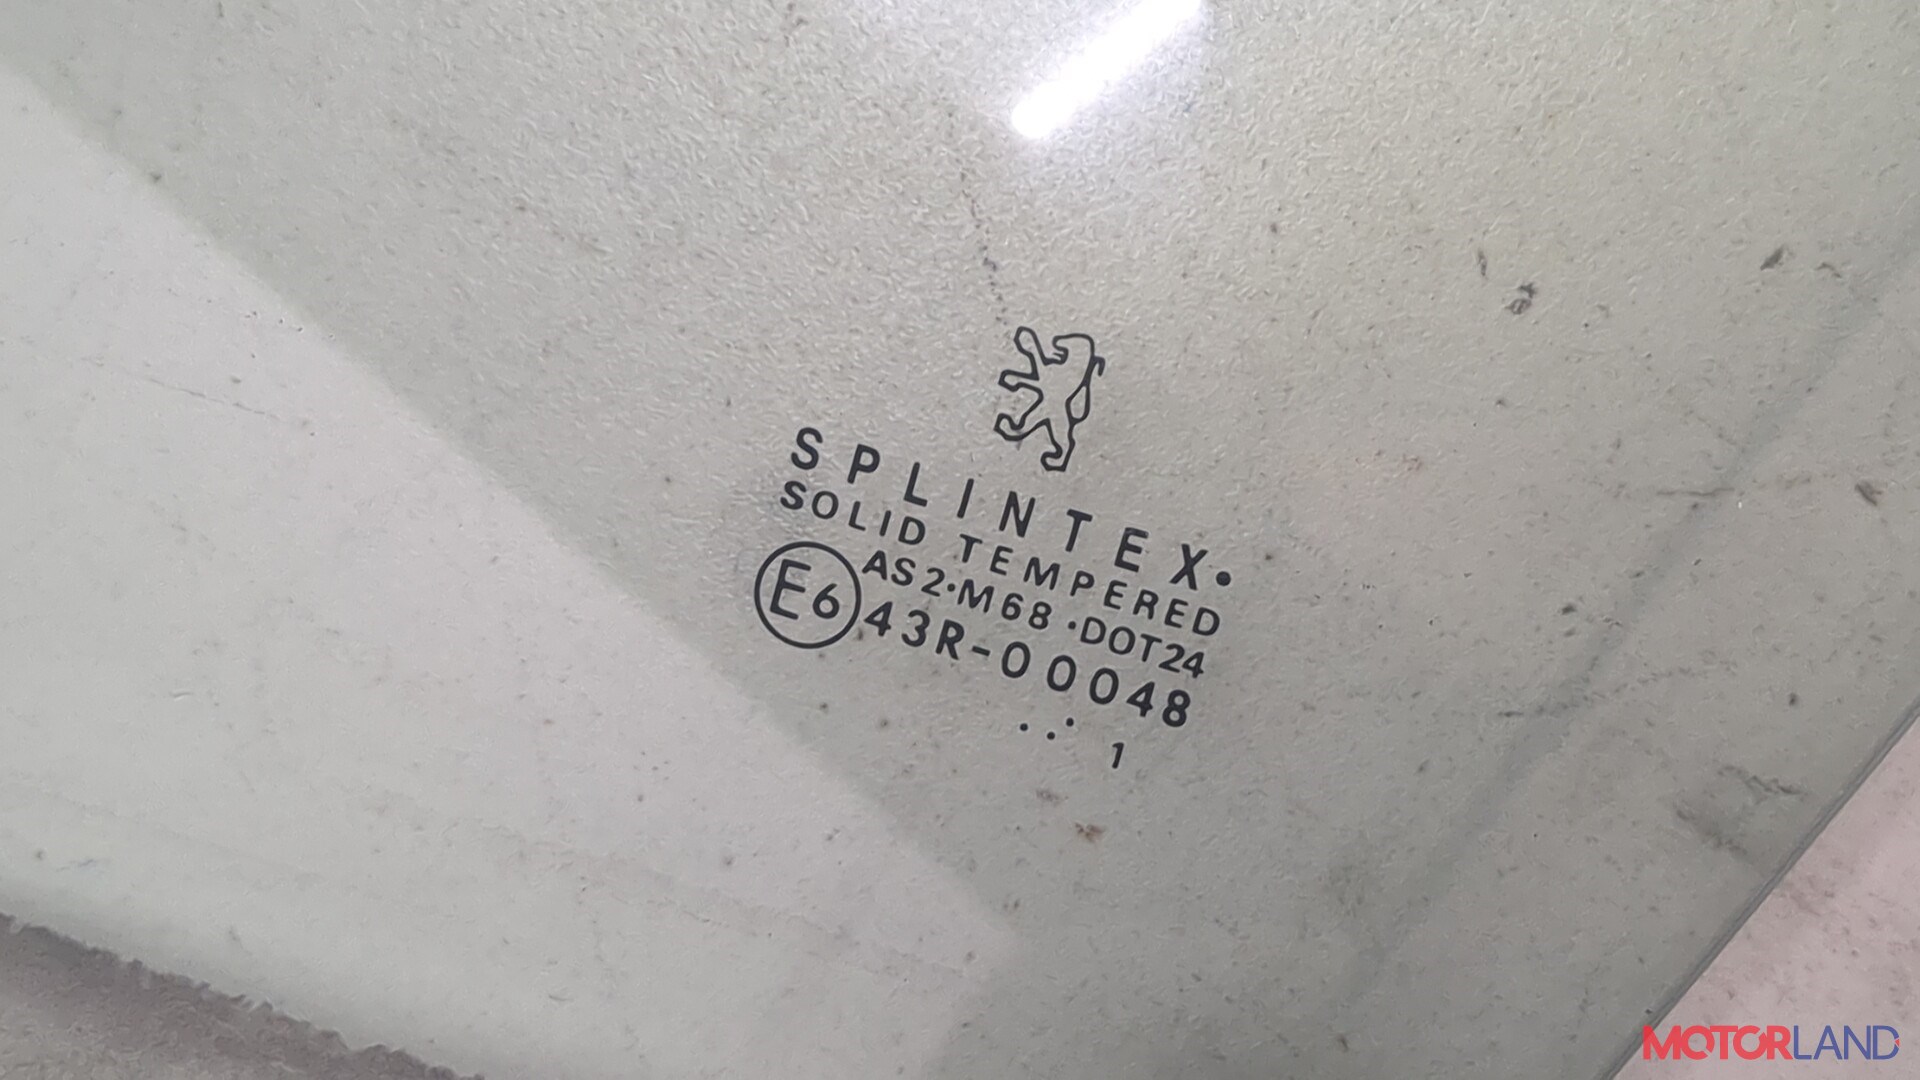 SPLINTEX.
SOLID TEMPERED
AS2·M68·DOT24
E6 43R-00048
. . · 1
MOTORLAND